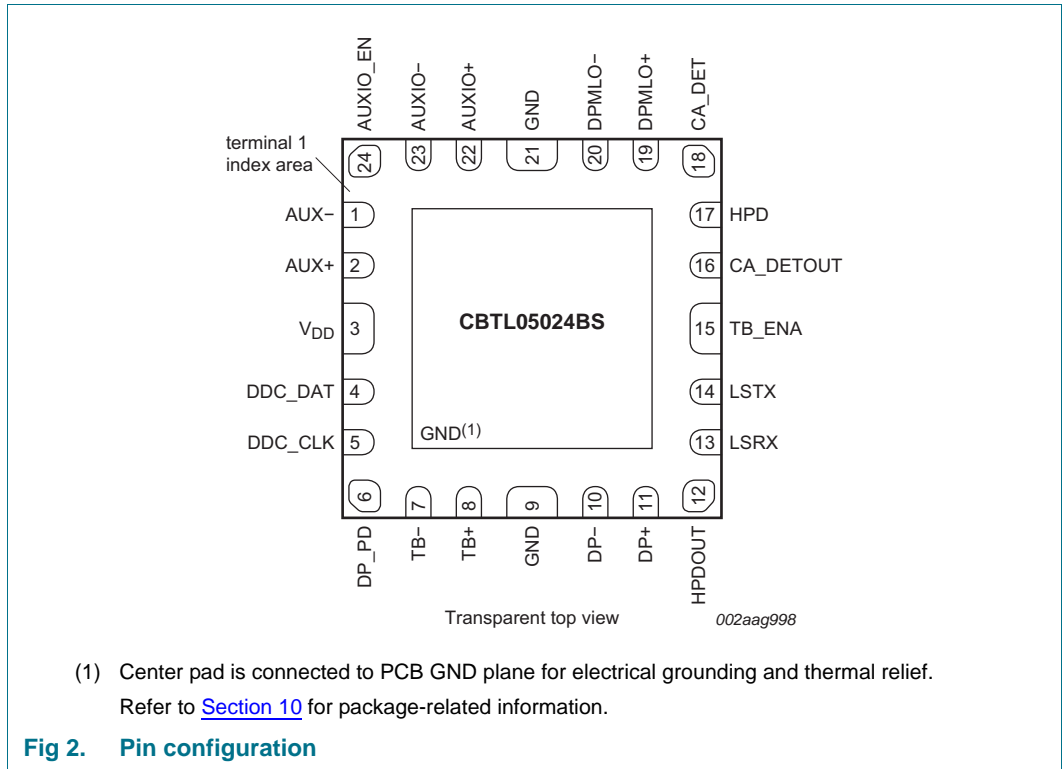 AUXIO_EN
AUXIO−
AUXIO+
GND
DPMLO−
DPMLO+
CA_DET
terminal 1
index area
24
23
22
21
20
19
18
AUX− 1
17 HPD
AUX+ 2
16 CA_DETOUT
VDD 3
CBTL05024BS
15 TB_ENA
DDC_DAT 4
14 LSTX
DDC_CLK 5
GND(1)
13 LSRX
6
7
8
9
10
11
12
DP_PD
TB−
TB+
GND
DP−
DP+
HPDOUT
Transparent top view
002aag998
(1) Center pad is connected to PCB GND plane for electrical grounding and thermal relief.
Refer to Section 10 for package-related information.
Fig 2. Pin configuration